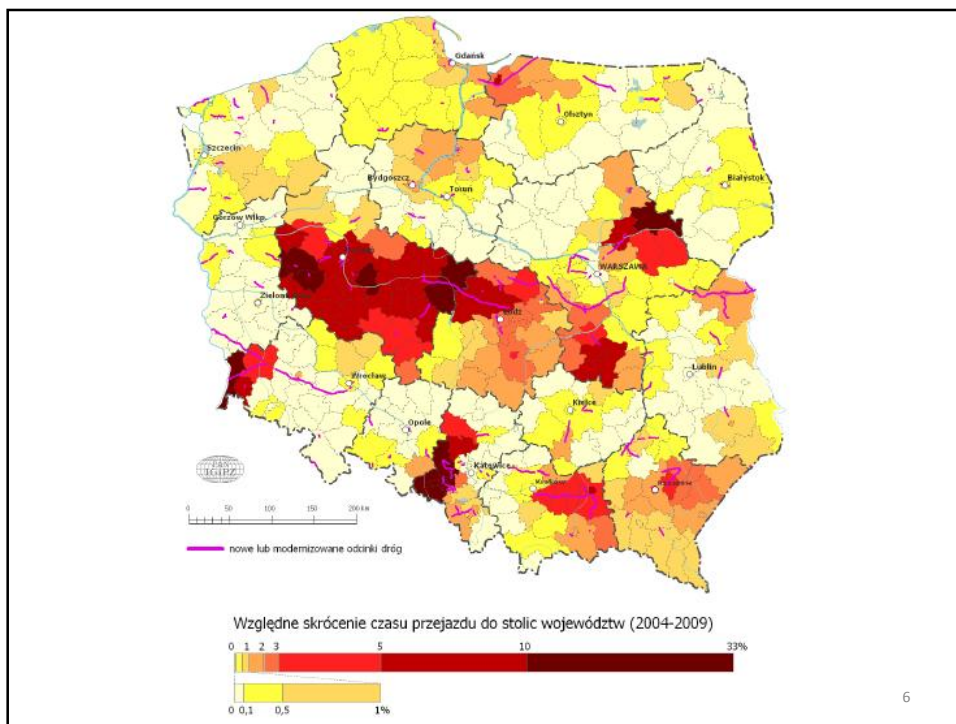 Gdańsk
Olsztyn
Szczecin
Białystok
Bydgoszcz
Toruń
Gorzów Wlkp.
WARSZAWA
Łódź
Lublin
Wrocław
Kielce
Opole
Katowice
Kraków
Rzeszów
PAN
IGiPZ
0 50 100 200 km
nowe lub modernizowane odcinki dróg
Względne skrócenie czasu przejazdu do stolic województw (2004-2009)
0 1 2 3 5 10 33%
0 0,1 0,5 1%
6